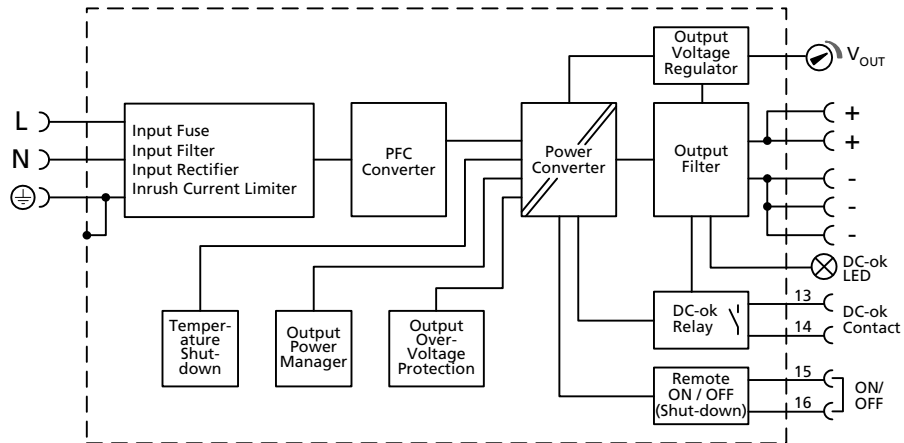 Output
Voltage
Regulator
V_OUT
L
N
Input Fuse
Input Filter
Input Rectifier
Inrush Current Limiter
PFC
Converter
Power
Converter
Output
Filter
+
+
-
-
-
DC-ok
LED
Temper-
ature
Shut-
down
Output
Power
Manager
Output
Over-
Voltage
Protection
DC-ok
Relay
13
14
DC-ok
Contact
Remote
ON / OFF
(Shut-down)
15
16
ON/
OFF